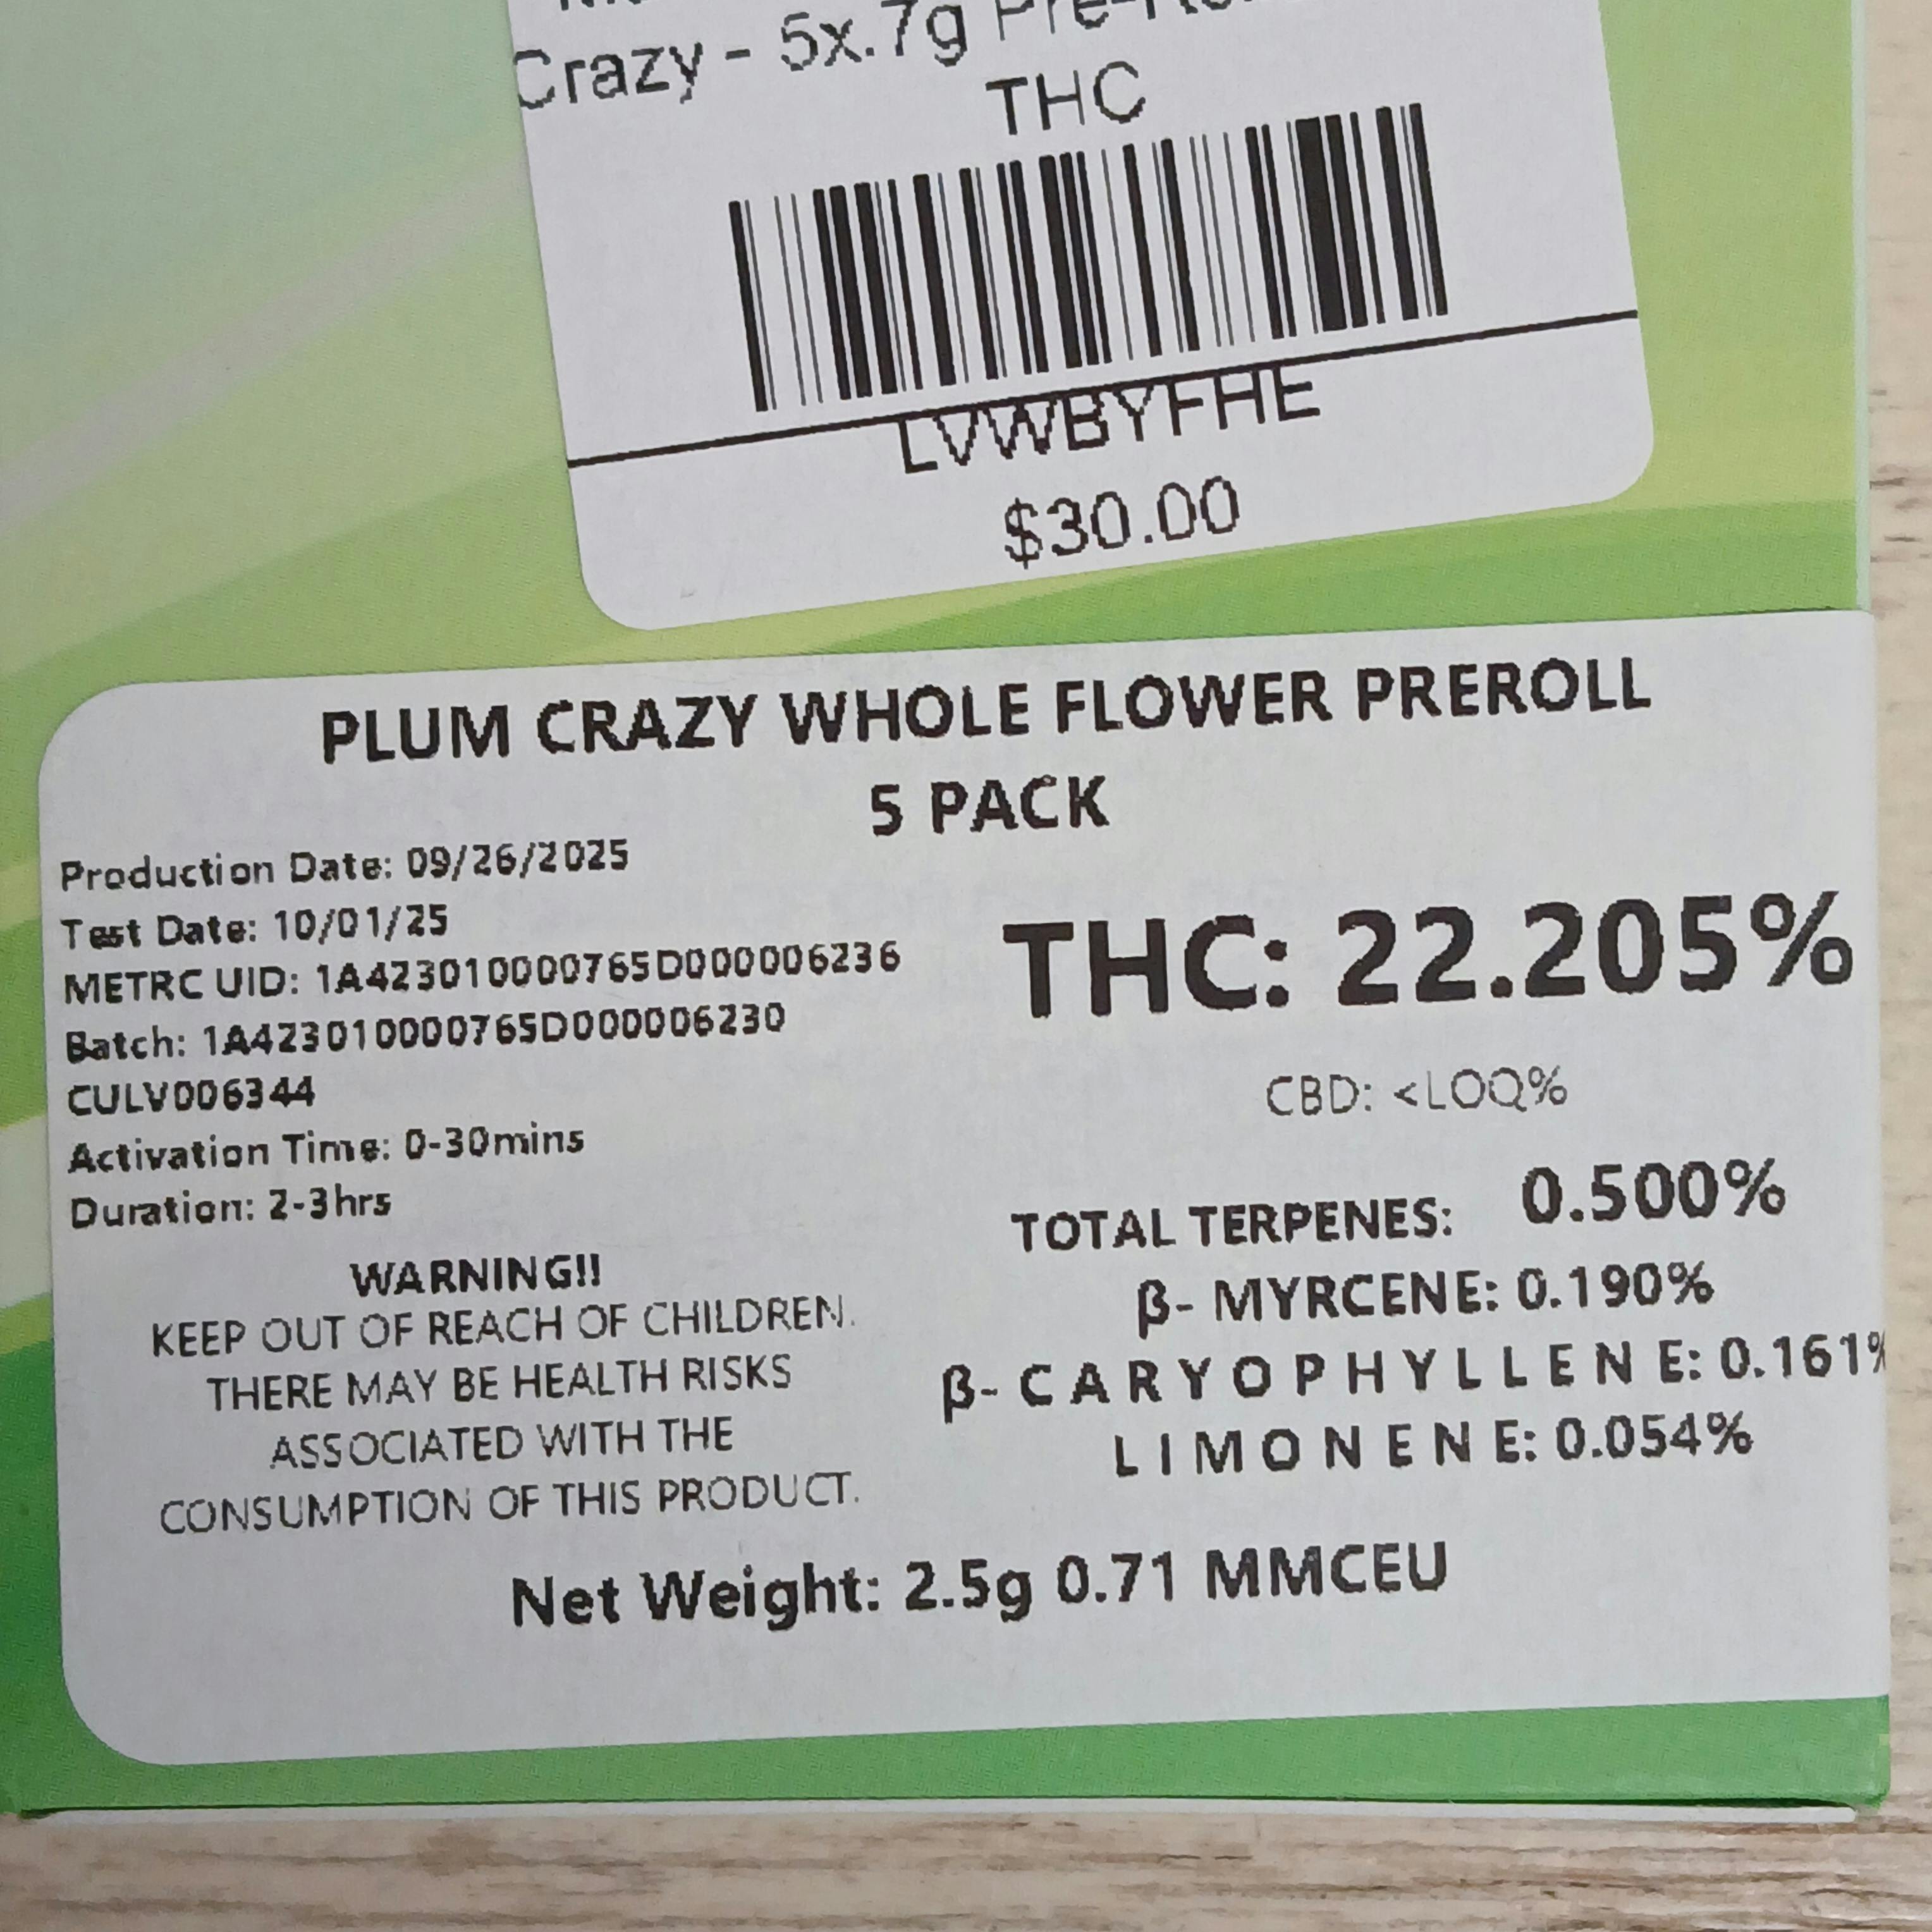 Crazy - 5x.7g
THC
LVWBYFHE
$30.00
PLUM CRAZY WHOLE FLOWER PREROLL
5 PACK
Production Date: 09/26/2025
Test Date: 10/01/25
METRC UID: 1A4230100000765D000006236
Batch: 1A4230100000765D000006230
CULV006344
Activation Time: 0-30mins
Duration: 2-3hrs
WARNING!!
KEEP OUT OF REACH OF CHILDREN.
THERE MAY BE HEALTH RISKS
ASSOCIATED WITH THE
CONSUMPTION OF THIS PRODUCT.
THC: 22.205%
CBD: <LOQ%
TOTAL TERPENES: 0.500%
β- MYRCENE: 0.190%
β- CARYOPHYLLENE: 0.161%
LIMONENE: 0.054%
Net Weight: 2.5g 0.71 MMCEU